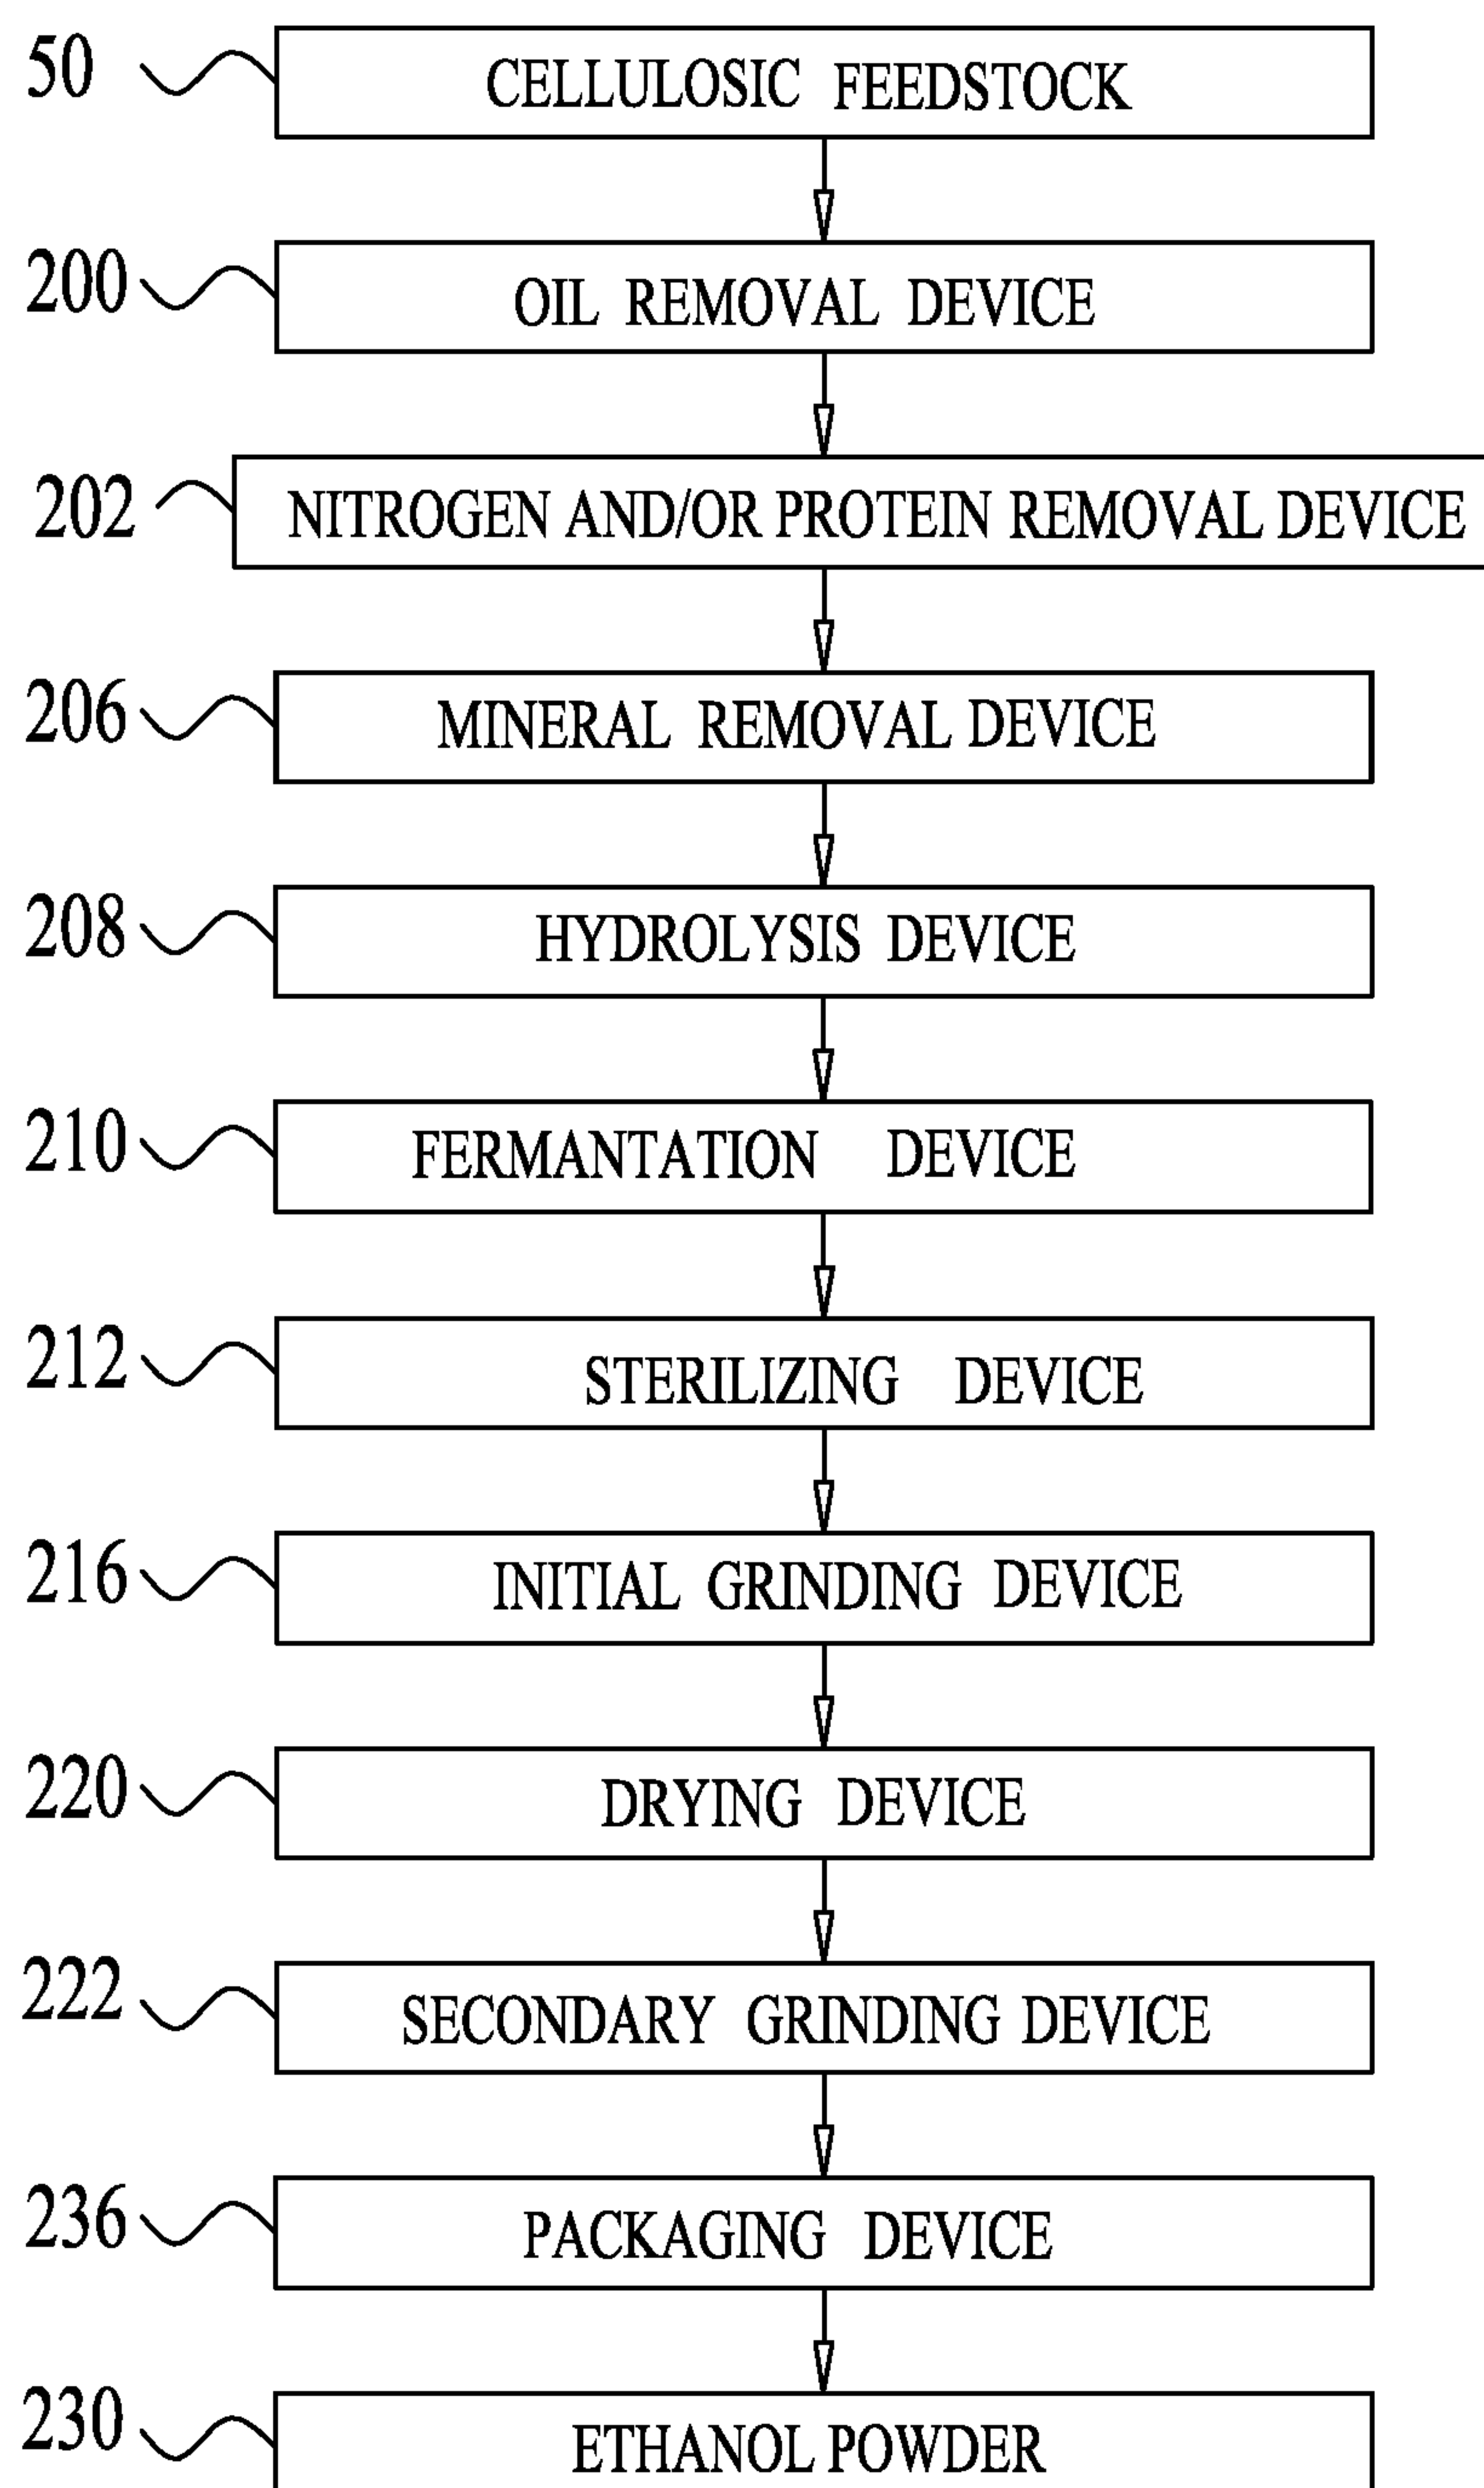 50 CELLULOSIC FEEDSTOCK
200 OIL REMOVAL DEVICE
202 NITROGEN AND/OR PROTEIN REMOVAL DEVICE
206 MINERAL REMOVAL DEVICE
208 HYDROLYSIS DEVICE
210 FERMANTATION DEVICE
212 STERILIZING DEVICE
216 INITIAL GRINDING DEVICE
220 DRYING DEVICE
222 SECONDARY GRINDING DEVICE
236 PACKAGING DEVICE
230 ETHANOL POWDER